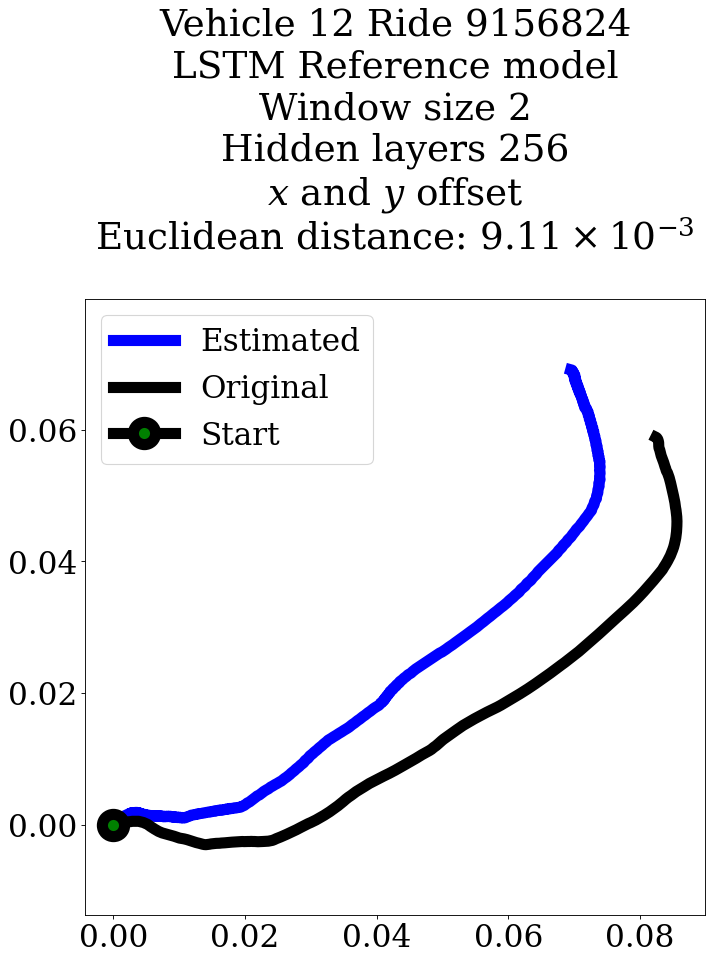 Vehicle 12 Ride 9156824
LSTM Reference model
Window size 2
Hidden layers 256
x and y offset
Euclidean distance: 9.11 × 10⁻³
Estimated
Original
Start
0.06
0.04
0.02
0.00
0.00 0.02 0.04 0.06 0.08